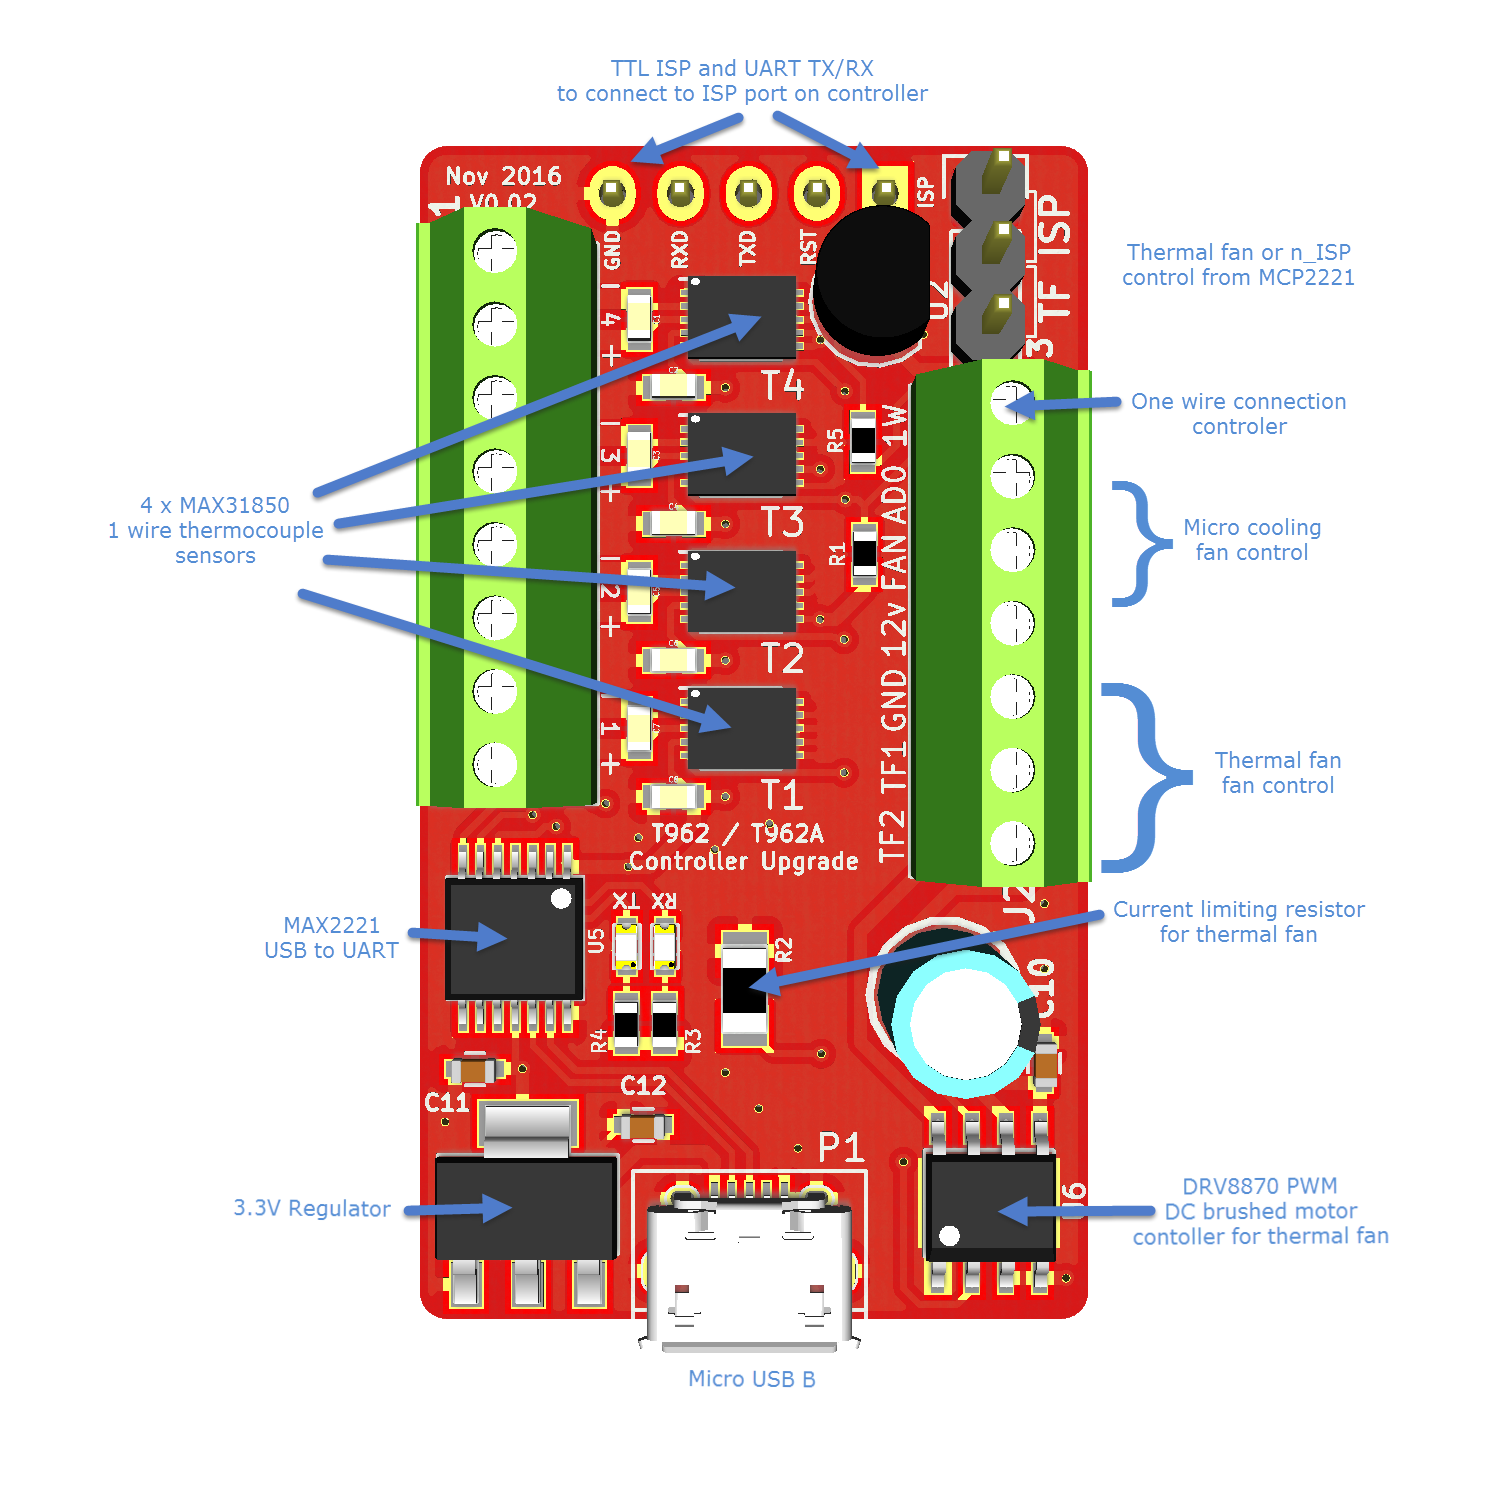 TTL ISP and UART TX/RX
to connect to ISP port on controller
Nov 2016
V0.02
1
GND
RXD
TXD
RST
ISP
ISP
TF
U2
3
Thermal fan or n_ISP
control from MCP2221
One wire connection
controler
Micro cooling
fan control
Thermal fan
fan control
4 x MAX31850
1 wire thermocouple
sensors
− 4 +
− 3 +
− 2 +
1 +
T4
T3
T2
T1
R5
R1
1W
AD0
FAN
12v
GND
TF1
TF2
T962 / T962A
Controller Upgrade
J2
TX
RX
U5
R2
R4
R3
C10
Current limiting resistor
for thermal fan
MAX2221
USB to UART
C11
C12
P1
3.3V Regulator
DRV8870 PWM
DC brushed motor
contoller for thermal fan
Micro USB B